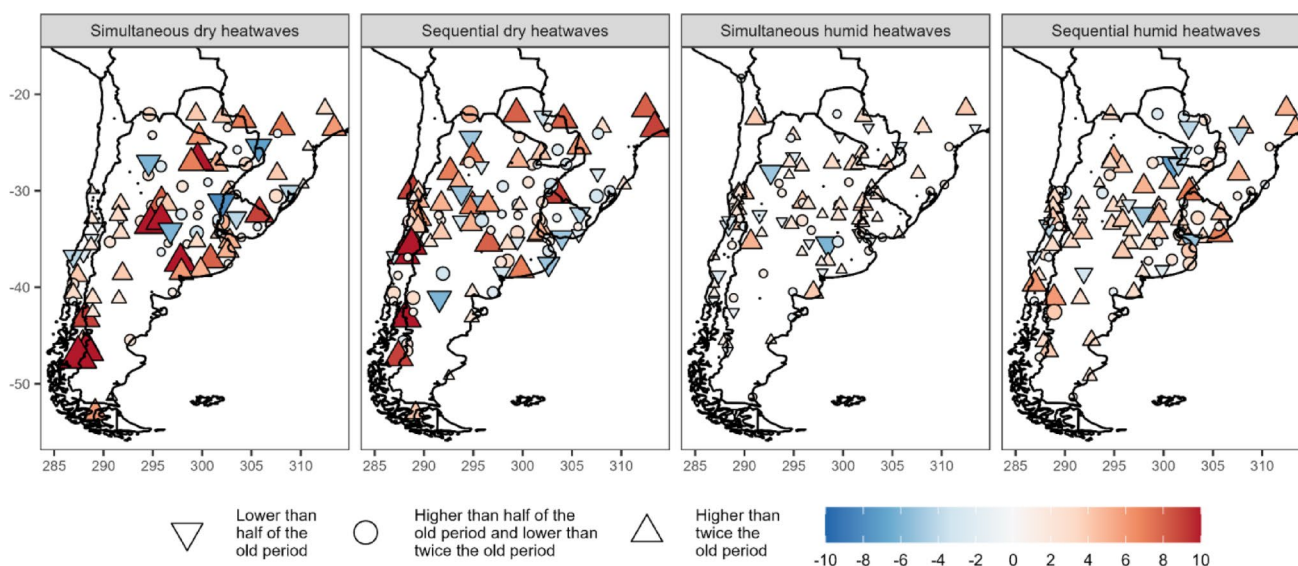 Simultaneous dry heatwaves
Sequential dry heatwaves
Simultaneous humid heatwaves
Sequential humid heatwaves
-20
-30
-40
-50
285 290 295 300 305 310
285 290 295 300 305 310
285 290 295 300 305 310
285 290 295 300 305 310
Lower than
half of the
old period
Higher than half of the
old period and lower than
twice the old period
Higher than
twice the
old period
-10 -8 -6 -4 -2 0 2 4 6 8 10